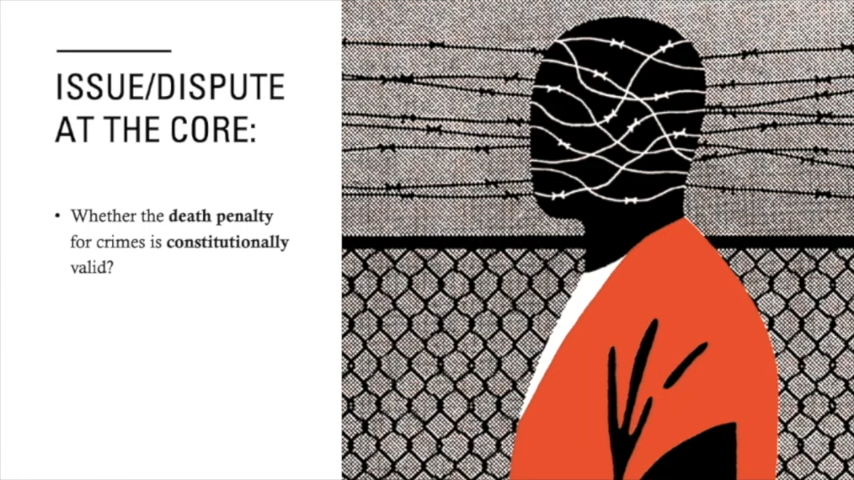 ISSUE/DISPUTE
AT THE CORE:
• Whether the death penalty
for crimes is constitutionally
valid?